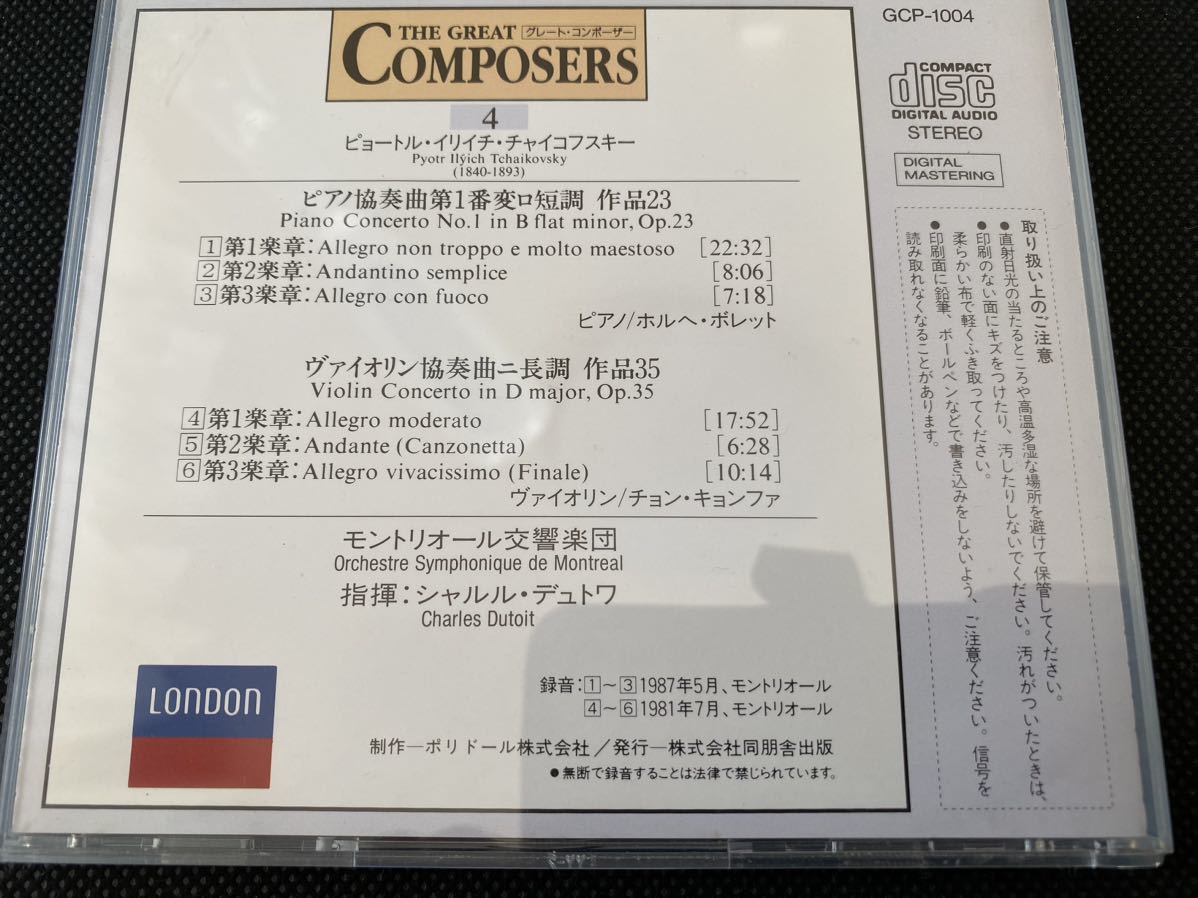 THE GREAT グレート・コンポーザー
COMPOSERS
4
ピョートル・イリイチ・チャイコフスキー
Pyotr Ilyich Tchaikovsky
(1840-1893)
ピアノ協奏曲第1番変ロ短調 作品23
Piano Concerto No.1 in B flat minor, Op.23
1 第1楽章:Allegro non troppo e molto maestoso [22:32]
2 第2楽章:Andantino semplice [8:06]
3 第3楽章:Allegro con fuoco [7:18]
ピアノ/ホルヘ・ボレット
ヴァイオリン協奏曲ニ長調 作品35
Violin Concerto in D major, Op.35
4 第1楽章:Allegro moderato [17:52]
5 第2楽章:Andante (Canzonetta) [6:28]
6 第3楽章:Allegro vivacissimo (Finale) [10:14]
ヴァイオリン/チョン・キョンファ
モントリオール交響楽団
Orchestre Symphonique de Montreal
指揮:シャルル・デュトワ
Charles Dutoit
LONDON
録音:1~3 1987年5月、モントリオール
4~6 1981年7月、モントリオール
制作─ポリドール株式会社/発行─株式会社同朋舎出版
●無断で録音することは法律で禁じられています。
GCP-1004
COMPACT
disc
DIGITAL AUDIO
STEREO
DIGITAL
MASTERING
取り扱い上のご注意
●直射日光の当たるところや高温多湿な場所を避けて保管してください。
●印刷のない面にキズをつけたり、汚したりしないでください。汚れがついたときは、
柔らかい布で軽くふき取ってください。
●印刷面に鉛筆、ボールペンなどで書き込みをしないよう、ご注意ください。信号を
読み取れなくなることがあります。